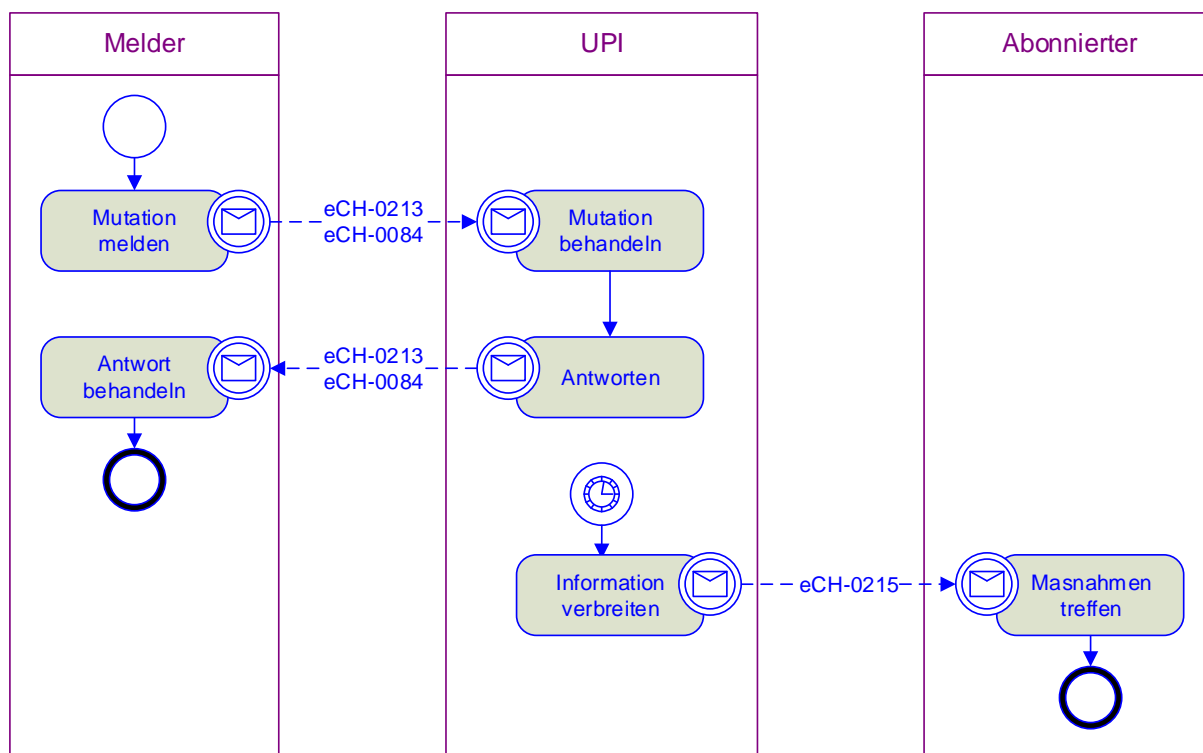 Melder
UPI
Abonnierter
Mutation
melden
eCH-0213
eCH-0084
Mutation
behandeln
Antwort
behandeln
eCH-0213
eCH-0084
Antworten
Information
verbreiten
eCH-0215
Masnahmen
treffen